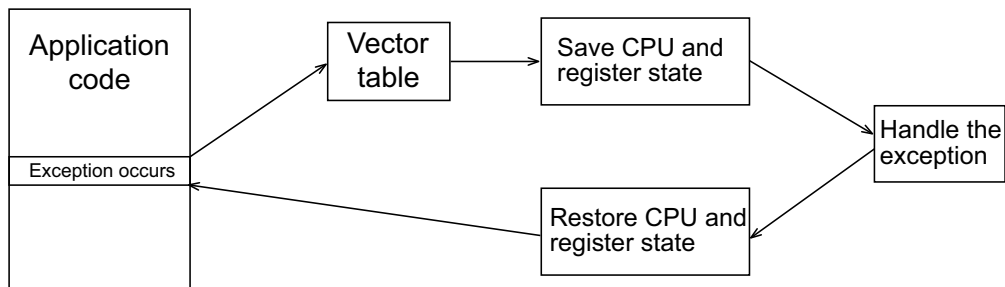 Application
code
Exception occurs
Vector
table
Save CPU and
register state
Handle the
exception
Restore CPU and
register state